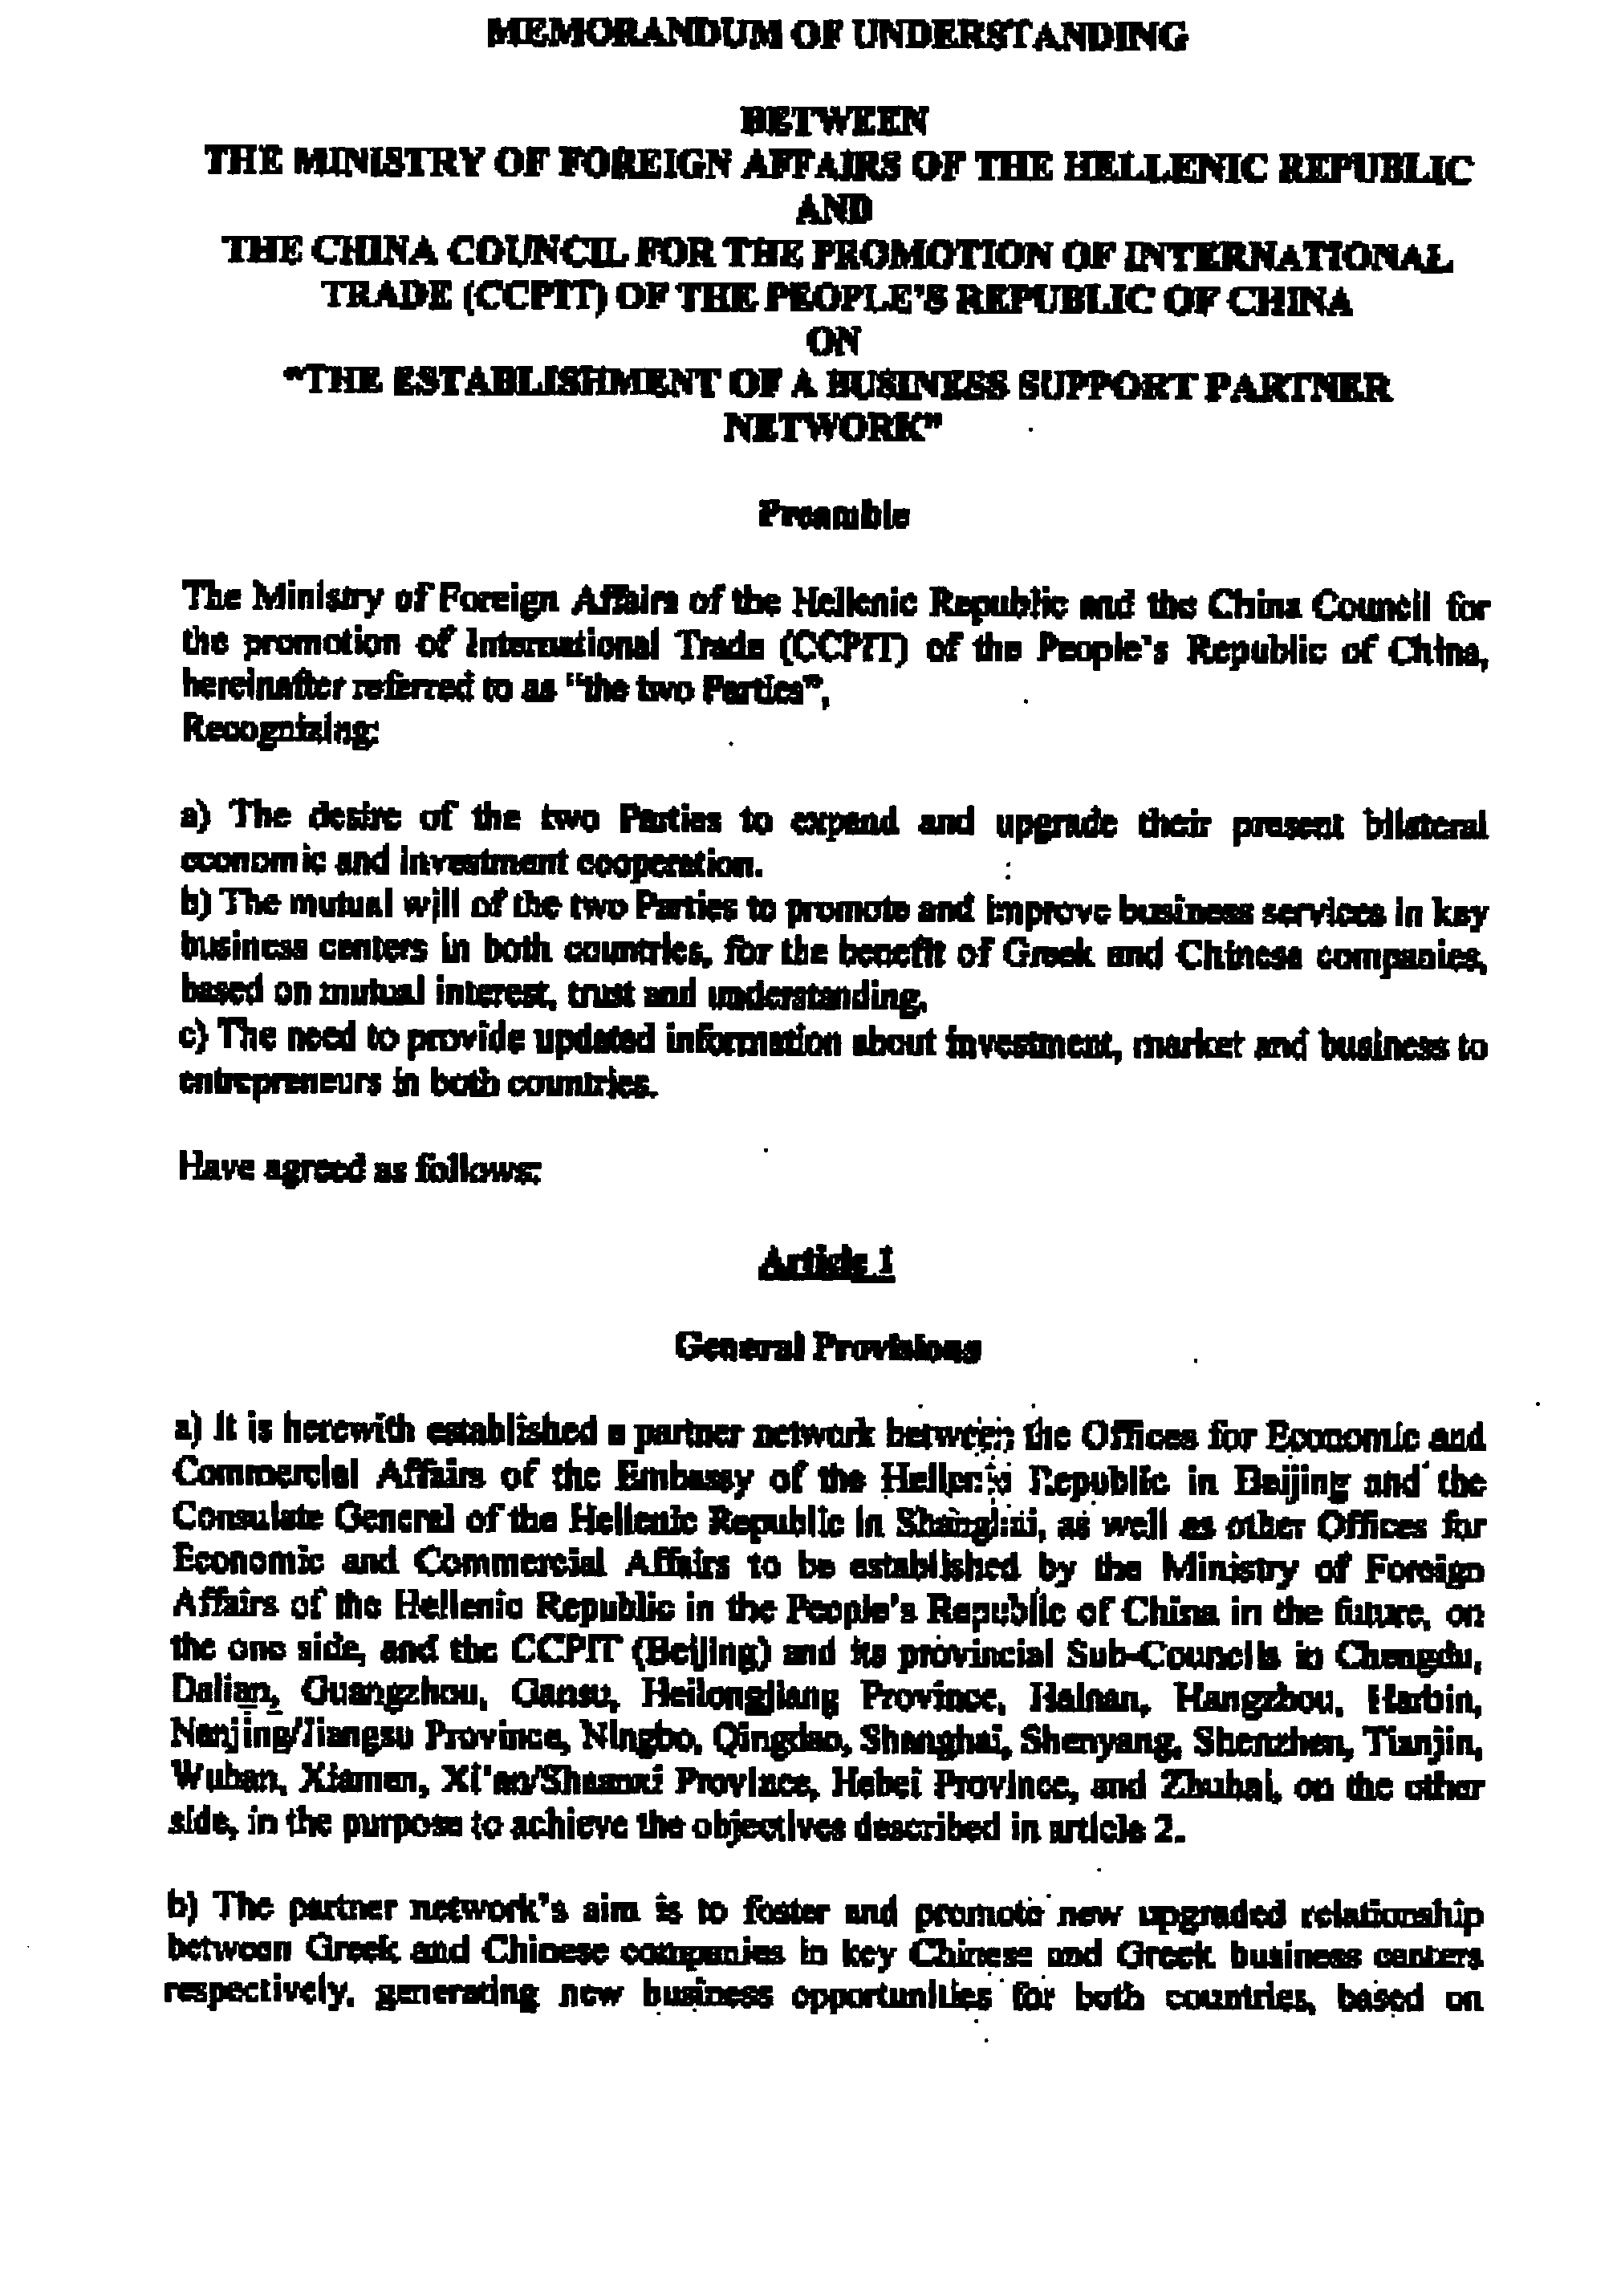 MEMORANDUM OF UNDERSTANDING
BETWEEN
THE MINISTRY OF FOREIGN AFFAIRS OF THE HELLENIC REPUBLIC
AND
THE CHINA COUNCIL FOR THE PROMOTION OF INTERNATIONAL
TRADE (CCPIT) OF THE PEOPLE'S REPUBLIC OF CHINA
ON
"THE ESTABLISHMENT OF A BUSINESS SUPPORT PARTNER
NETWORK"
Preamble
The Ministry of Foreign Affairs of the Hellenic Republic and the China Council for
the promotion of International Trade (CCPIT) of the People's Republic of China,
hereinafter referred to as "the two Parties",
Recognizing:
a) The desire of the two Parties to expand and upgrade their present bilateral
economic and investment cooperation.
b) The mutual will of the two Parties to promote and improve business services in key
business centers in both countries, for the benefit of Greek and Chinese companies,
based on mutual interest, trust and understanding,
c) The need to provide updated information about investment, market and business to
entrepreneurs in both countries.
Have agreed as follows:
Article 1
General Provisions
a) It is herewith established a partner network between the Offices for Economic and
Commercial Affairs of the Embassy of the Hellenic Republic in Beijing and the
Consulate General of the Hellenic Republic in Shanghai, as well as other Offices for
Economic and Commercial Affairs to be established by the Ministry of Foreign
Affairs of the Hellenic Republic in the People's Republic of China in the future, on
the one side, and the CCPIT (Beijing) and its provincial Sub-Councils in Chengdu,
Dalian, Guangzhou, Gansu, Heilongjiang Province, Hainan, Hangzhou, Harbin,
Nanjing/Jiangsu Province, Ningbo, Qingdao, Shanghai, Shenyang, Shenzhen, Tianjin,
Wuhan, Xiamen, Xi'an/Shaanxi Province, Hebei Province, and Zhuhai, on the other
side, in the purpose to achieve the objectives described in article 2.
b) The partner network's aim is to foster and promote new upgraded relationship
between Greek and Chinese companies in key Chinese and Greek business centers
respectively, generating new business opportunities for both countries, based on